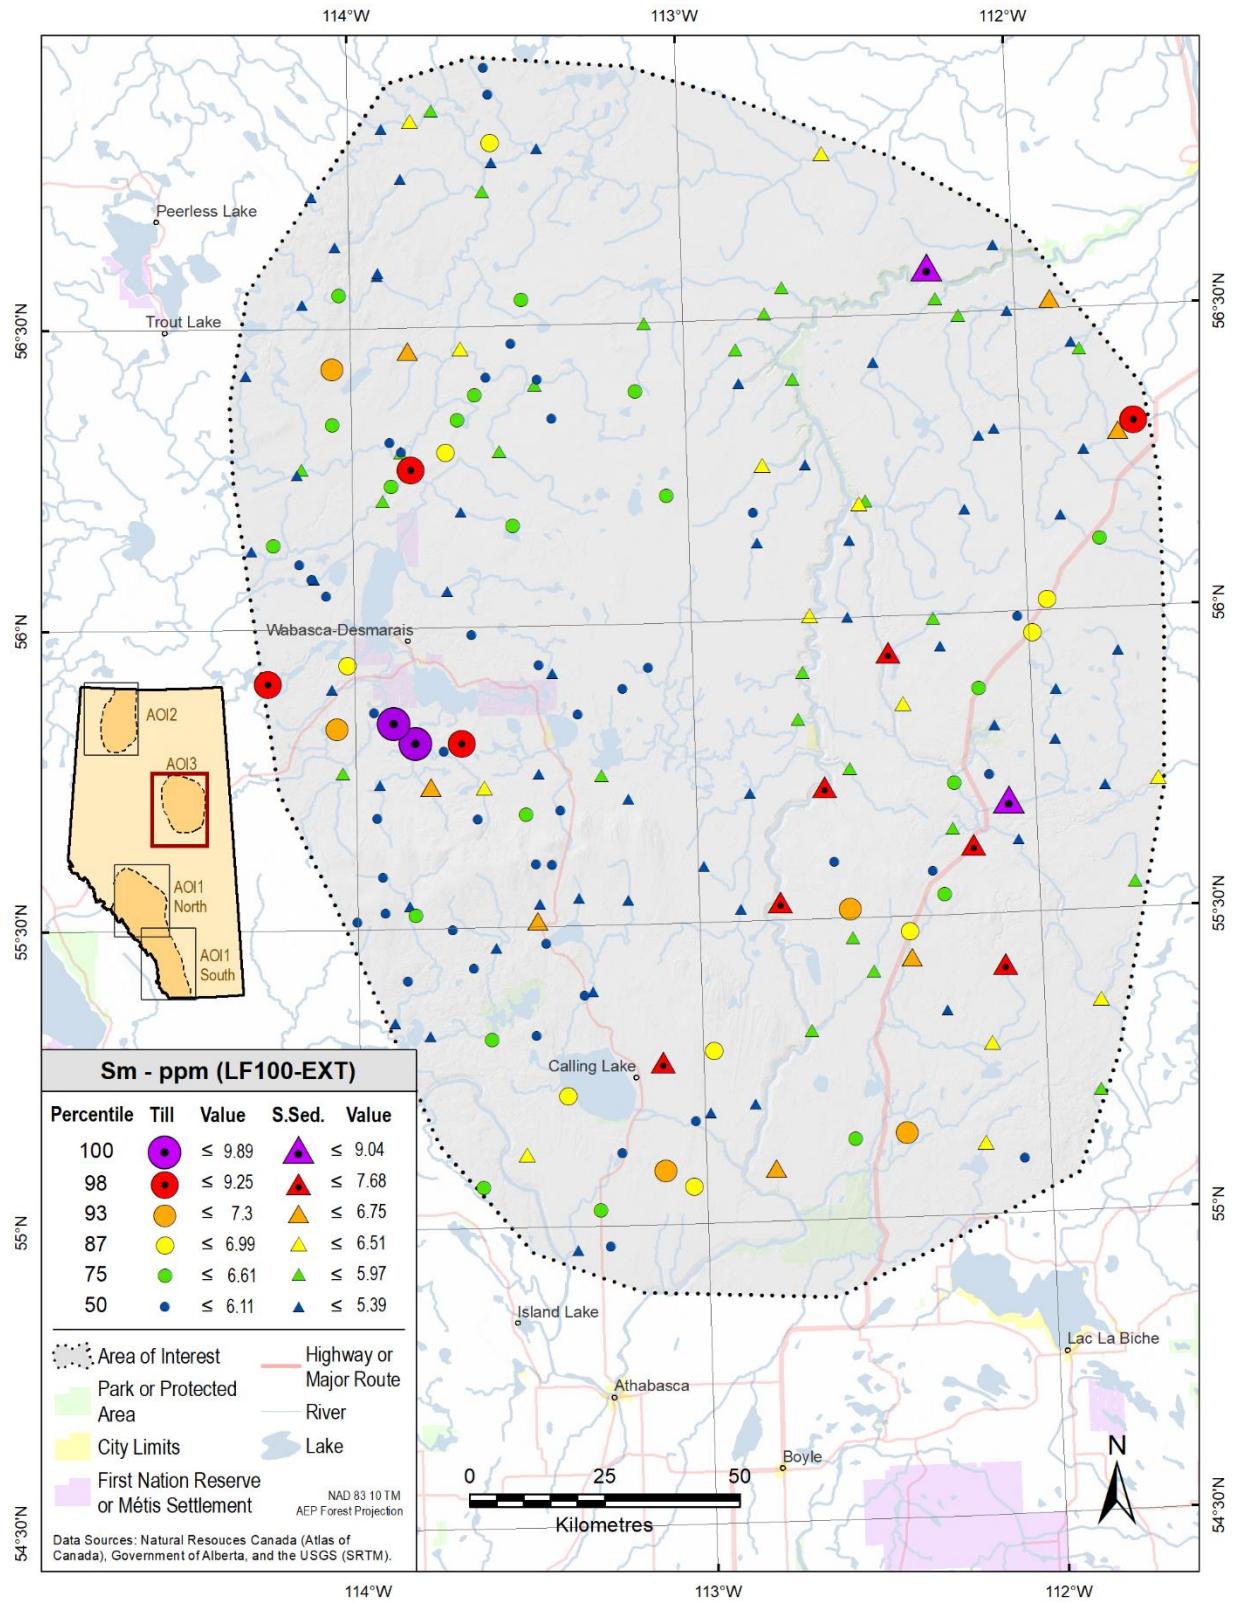 114°W 113°W 112°W
Peerless Lake
Trout Lake
56°30'N 56°30'N
Wabasca-Desmarais
56°N 56°N
AOI2
AOI3
AOI1
North
AOI1
South
55°30'N 55°30'N
Calling Lake
Sm - ppm (LF100-EXT)
Percentile Till Value S.Sed. Value
100 ≤ 9.89 ≤ 9.04
98 ≤ 9.25 ≤ 7.68
93 ≤ 7.3 ≤ 6.75
87 ≤ 6.99 ≤ 6.51
75 ≤ 6.61 ≤ 5.97
50 ≤ 6.11 ≤ 5.39
55°N 55°N
Area of Interest
Park or Protected
Area
City Limits
First Nation Reserve
or Métis Settlement
Highway or
Major Route
River
Lake
NAD 83 10 TM
AEP Forest Projection
Data Sources: Natural Resouces Canada (Atlas of
Canada), Government of Alberta, and the USGS (SRTM).
Island Lake
Lac La Biche
Athabasca
Boyle
0 25 50
Kilometres
N
54°30'N 54°30'N
114°W 113°W 112°W